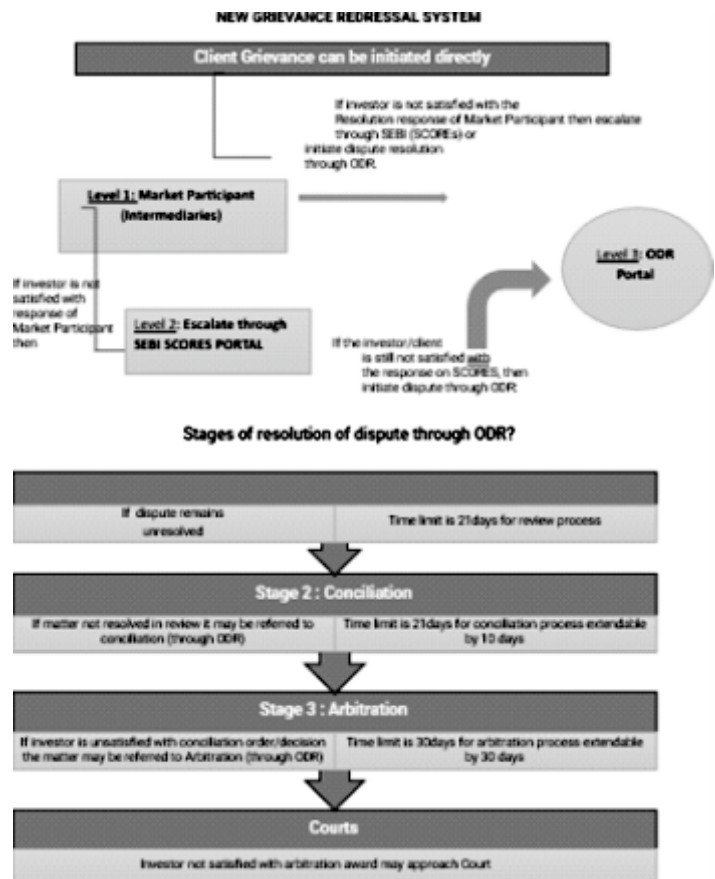 NEW GRIEVANCE REDRESSAL SYSTEM
Client Grievance can be initiated directly
If investor is not satisfied with the
Resolution response of Market Participant then escalate
through SEBI (SCOREs) or
initiate dispute resolution
through ODR.
Level 1: Market Participant
(Intermediaries)
Level 3: ODR
Portal
If investor is not
satisfied with
response of
Market Participant
then
Level 2: Escalate through
SEBI SCORES PORTAL
If the investor/client
is still not satisfied with
the response on SCORES, then
initiate dispute through ODR
Stages of resolution of dispute through ODR?
If dispute remains
unresolved
Time limit is 21days for review process
Stage 2 : Conciliation
If matter not resolved in review it may be referred to
conciliation (through ODR)
Time limit is 21days for conciliation process extendable
by 10 days
Stage 3 : Arbitration
If investor is unsatisfied with conciliation order/decision
the matter may be referred to Arbitration (through ODR)
Time limit is 30days for arbitration process extendable
by 30 days
Courts
Investor not satisfied with arbitration award may approach Court